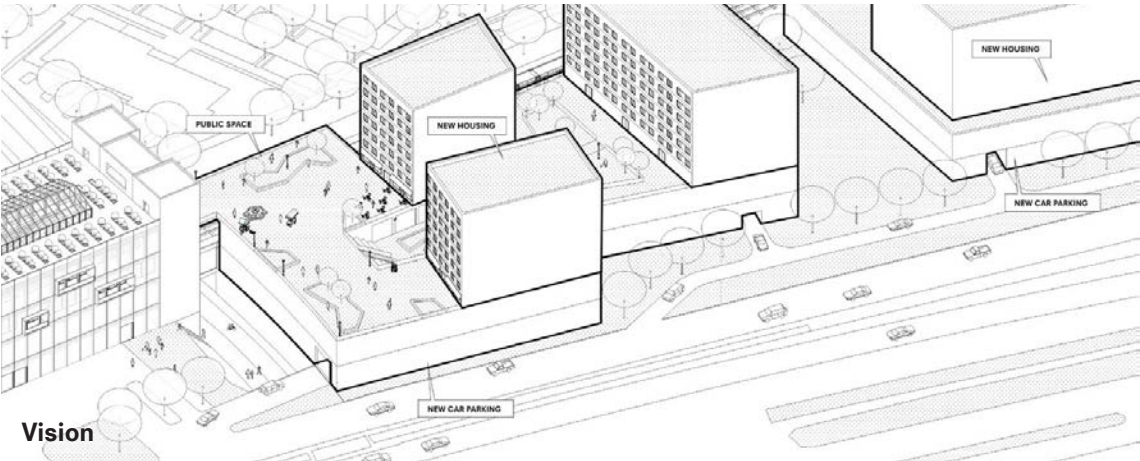 NEW HOUSING
PUBLIC SPACE
NEW HOUSING
NEW CAR PARKING
NEW CAR PARKING
Vision